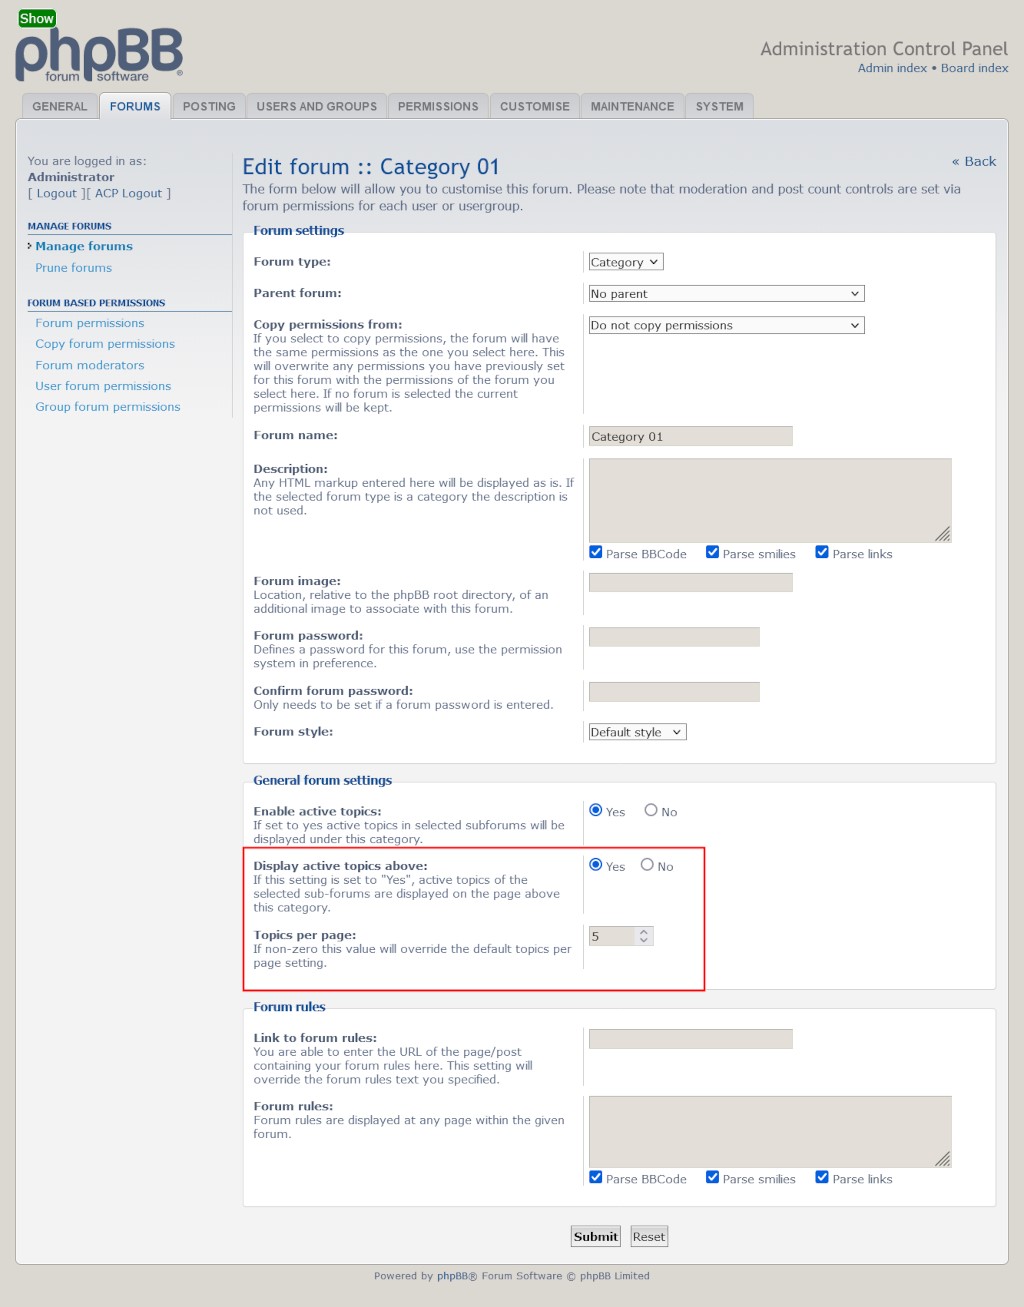 Show
phpBB
forum software
®
Administration Control Panel
Admin index • Board index
GENERAL FORUMS POSTING USERS AND GROUPS PERMISSIONS CUSTOMISE MAINTENANCE SYSTEM
You are logged in as:
Administrator
[ Logout ][ ACP Logout ]
MANAGE FORUMS
Manage forums
Prune forums
FORUM BASED PERMISSIONS
Forum permissions
Copy forum permissions
Forum moderators
User forum permissions
Group forum permissions
« Back
Edit forum :: Category 01
The form below will allow you to customise this forum. Please note that moderation and post count controls are set via
forum permissions for each user or usergroup.
Forum settings
Forum type:
Category
Parent forum:
No parent
Copy permissions from:
Do not copy permissions
If you select to copy permissions, the forum will have
the same permissions as the one you select here. This
will overwrite any permissions you have previously set
for this forum with the permissions of the forum you
select here. If no forum is selected the current
permissions will be kept.
Forum name:
Category 01
Description:
Any HTML markup entered here will be displayed as is. If
the selected forum type is a category the description is
not used.
Parse BBCode Parse smilies Parse links
Forum image:
Location, relative to the phpBB root directory, of an
additional image to associate with this forum.
Forum password:
Defines a password for this forum, use the permission
system in preference.
Confirm forum password:
Only needs to be set if a forum password is entered.
Forum style:
Default style
General forum settings
Enable active topics:
Yes No
If set to yes active topics in selected subforums will be
displayed under this category.
Display active topics above:
Yes No
If this setting is set to "Yes", active topics of the
selected sub-forums are displayed on the page above
this category.
Topics per page:
5
If non-zero this value will override the default topics per
page setting.
Forum rules
Link to forum rules:
You are able to enter the URL of the page/post
containing your forum rules here. This setting will
override the forum rules text you specified.
Forum rules:
Forum rules are displayed at any page within the given
forum.
Parse BBCode Parse smilies Parse links
Submit Reset
Powered by phpBB® Forum Software © phpBB Limited